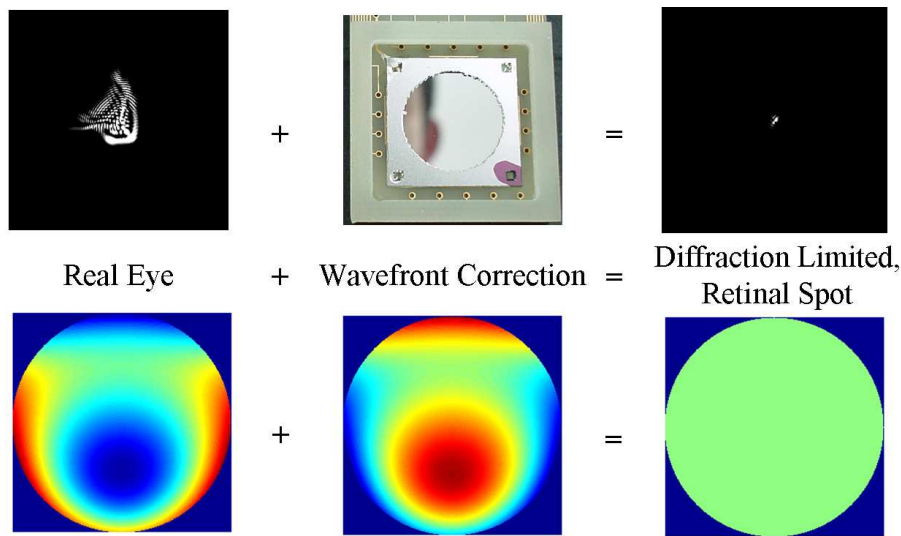 +
=
Real Eye + Wavefront Correction = Diffraction Limited,
Retinal Spot
+
=